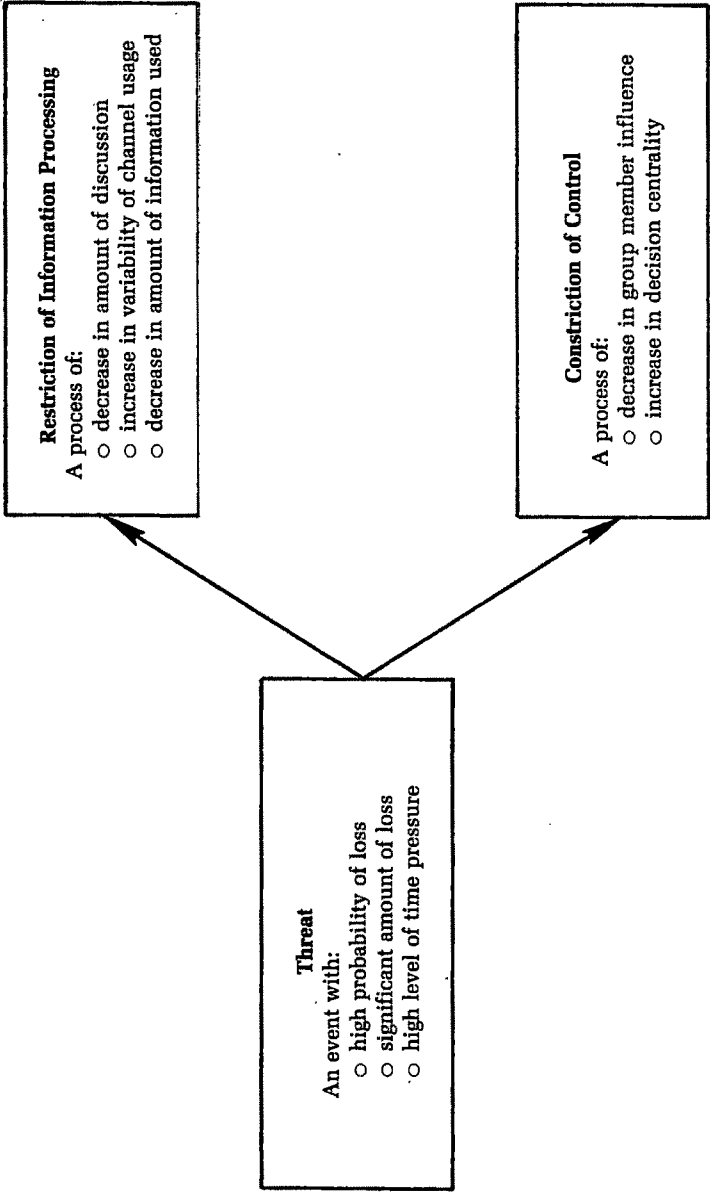 Threat
An event with:
○ high probability of loss
○ significant amount of loss
○ high level of time pressure
Restriction of Information Processing
A process of:
○ decrease in amount of discussion
○ increase in variability of channel usage
○ decrease in amount of information used
Constriction of Control
A process of:
○ decrease in group member influence
○ increase in decision centrality